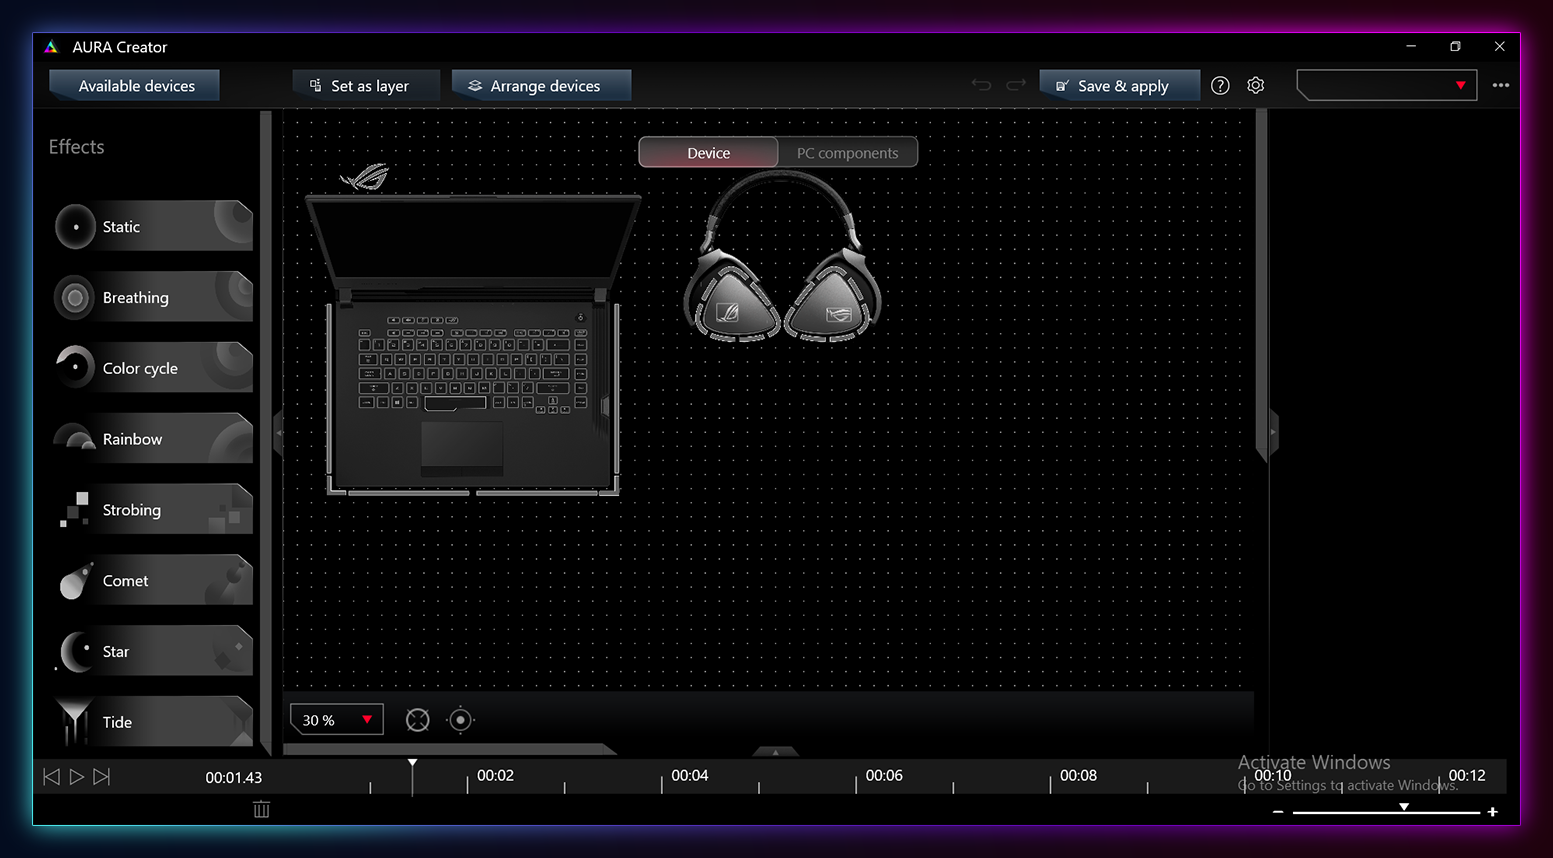 AURA Creator
Available devices
Set as layer
Arrange devices
Save & apply
Effects
Device
PC components
Static
Breathing
Color cycle
Rainbow
Strobing
Comet
Star
Tide
30 %
00:01.43
00:02
00:04
00:06
00:08
00:10
00:12
Activate Windows
Go to Settings to activate Windows.